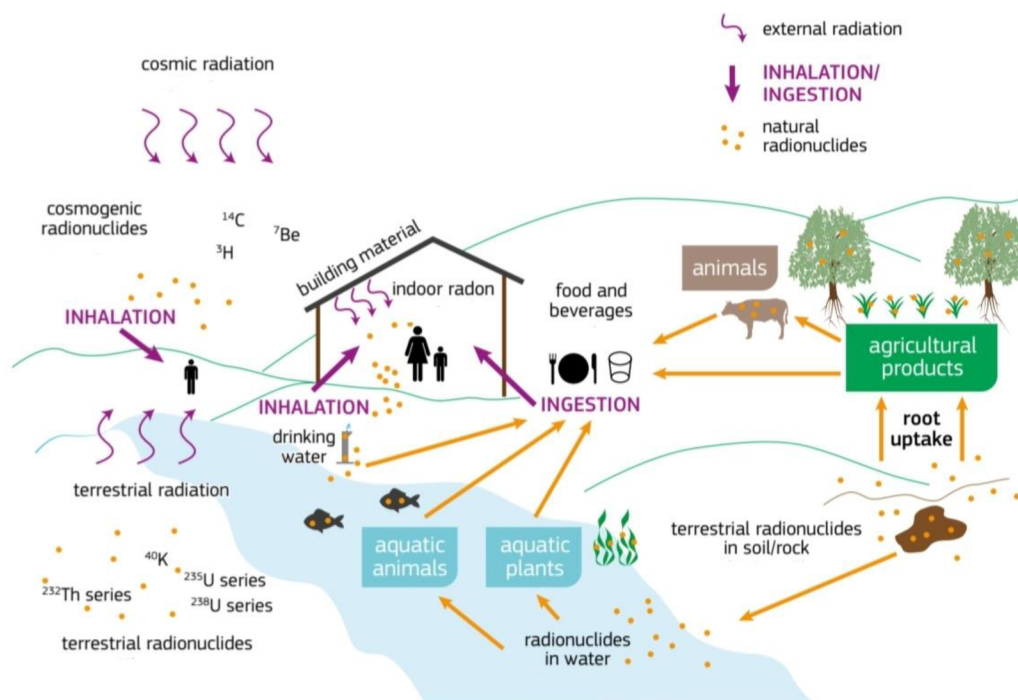 external radiation
INHALATION/
INGESTION
natural
radionuclides
cosmic radiation
cosmogenic
radionuclides
¹⁴C
⁷Be
³H
INHALATION
building material
indoor radon
food and
beverages
animals
agricultural
products
INHALATION
INGESTION
root
uptake
drinking
water
terrestrial radiation
aquatic
animals
aquatic
plants
terrestrial radionuclides
in soil/rock
⁴⁰K
²³²Th series
²³⁵U series
²³⁸U series
terrestrial radionuclides
radionuclides
in water